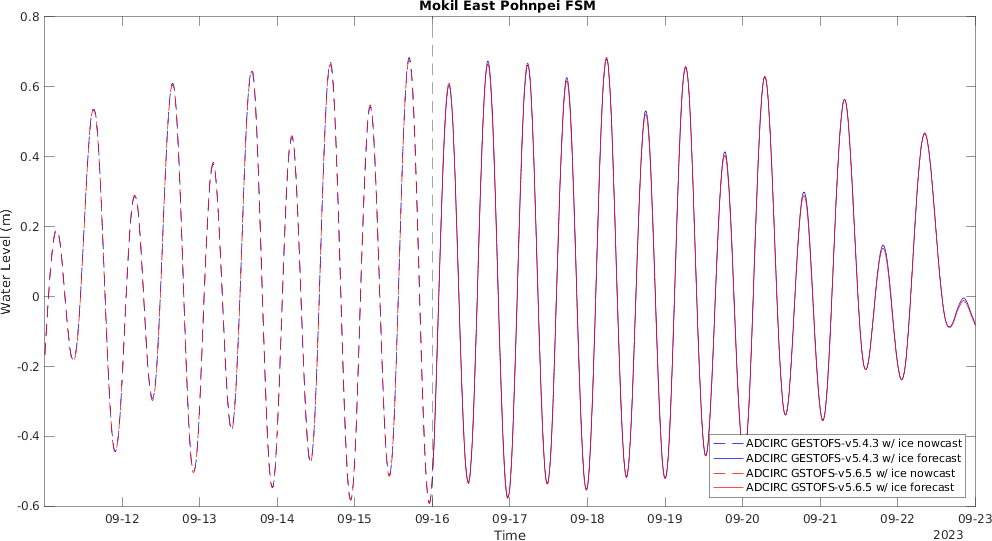 Mokil East Pohnpei FSM
0.8
0.6
0.4
0.2
0
-0.2
-0.4
-0.6
Water Level (m)
ADCIRC GESTOFS-v5.4.3 w/ ice nowcast
ADCIRC GESTOFS-v5.4.3 w/ ice forecast
ADCIRC GSTOFS-v5.6.5 w/ ice nowcast
ADCIRC GSTOFS-v5.6.5 w/ ice forecast
09-12 09-13 09-14 09-15 09-16 09-17 09-18 09-19 09-20 09-21 09-22 09-23
Time 2023